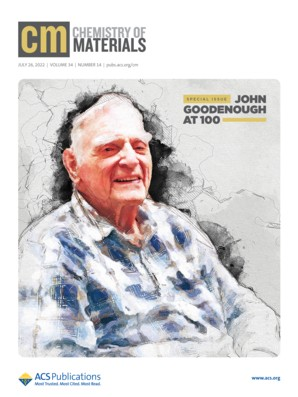 cm CHEMISTRY OF
MATERIALS
JULY 26, 2022 | VOLUME 34 | NUMBER 14 | pubs.acs.org/cm
SPECIAL ISSUE JOHN
GOODENOUGH
AT 100
ACS Publications
Most Trusted. Most Cited. Most Read.
www.acs.org